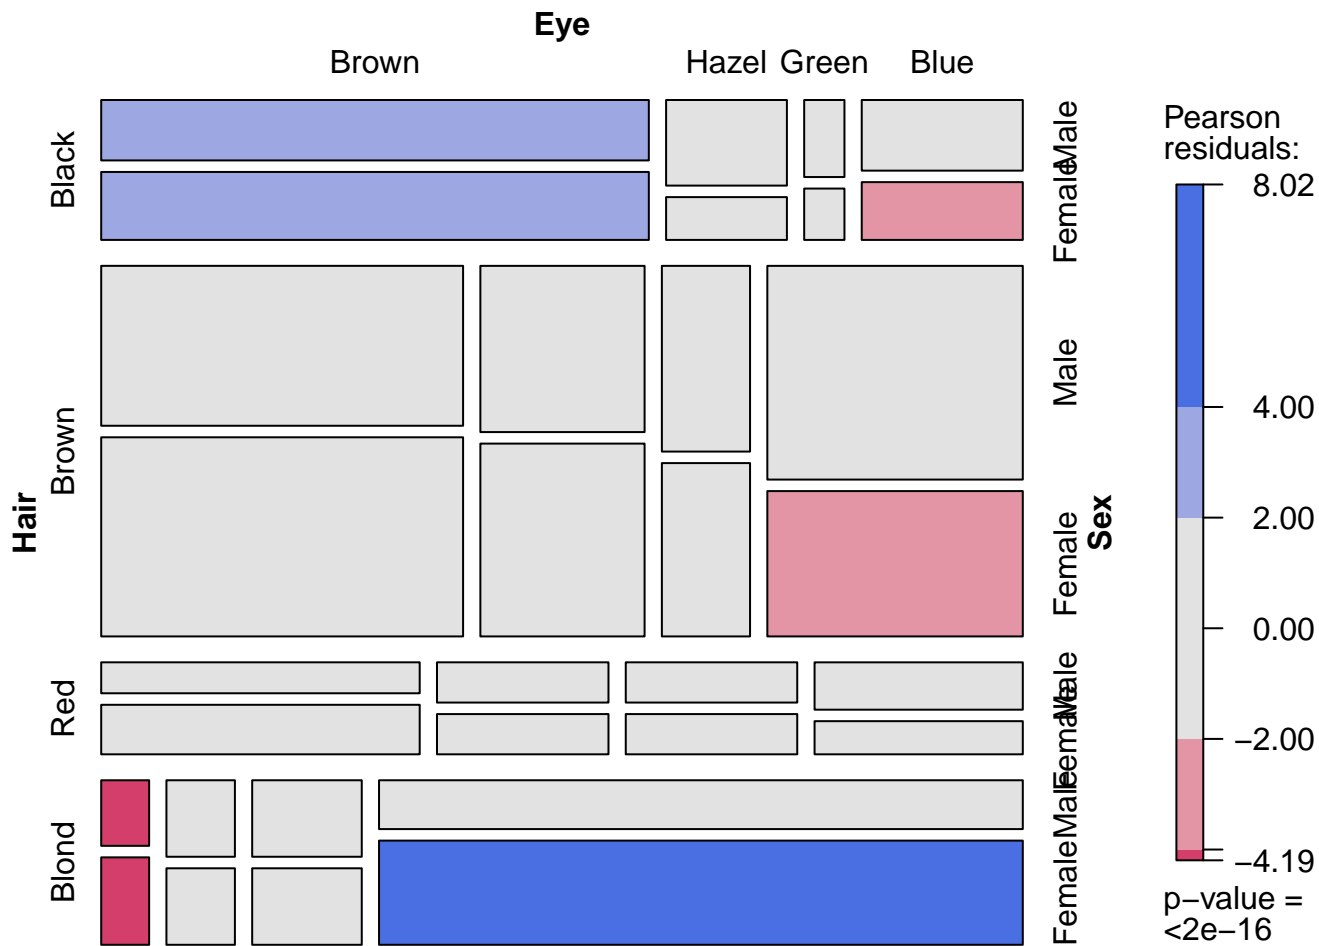 Eye
Brown Hazel Green Blue
Hair
Black
Brown
Red
Blond
Male
Female
Male
Female
Male
Female
Male
Female
Sex
Pearson
residuals:
8.02
4.00
2.00
0.00
−2.00
−4.19
p−value =
<2e−16